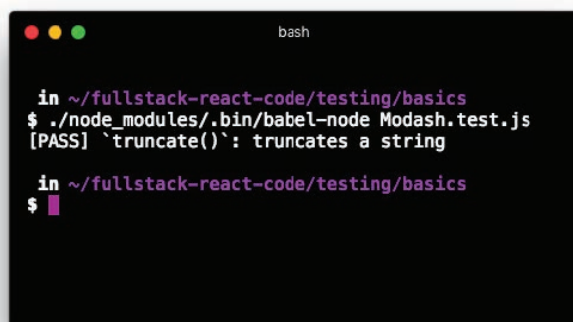 bash
in ~/fullstack-react-code/testing/basics
$ ./node_modules/.bin/babel-node Modash.test.js
[PASS] `truncate()`: truncates a string
in ~/fullstack-react-code/testing/basics
$